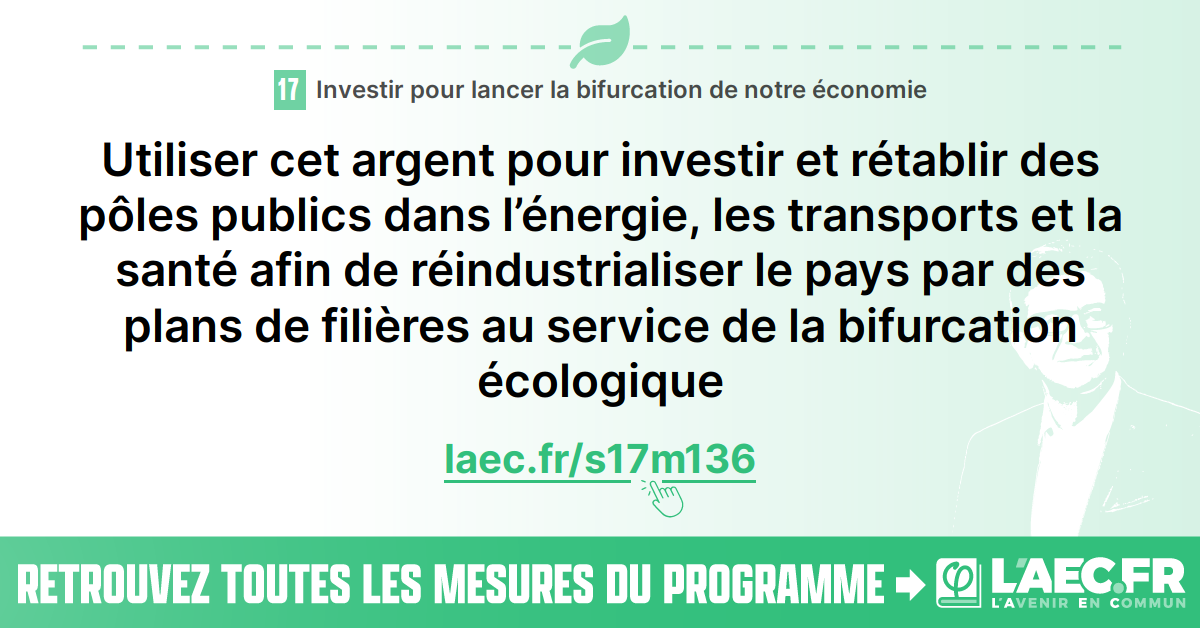 17 Investir pour lancer la bifurcation de notre économie
Utiliser cet argent pour investir et rétablir des
pôles publics dans l’énergie, les transports et la
santé afin de réindustrialiser le pays par des
plans de filières au service de la bifurcation
écologique
laec.fr/s17m136
RETROUVEZ TOUTES LES MESURES DU PROGRAMME
L'AEC.FR
L'AVENIR EN COMMUN